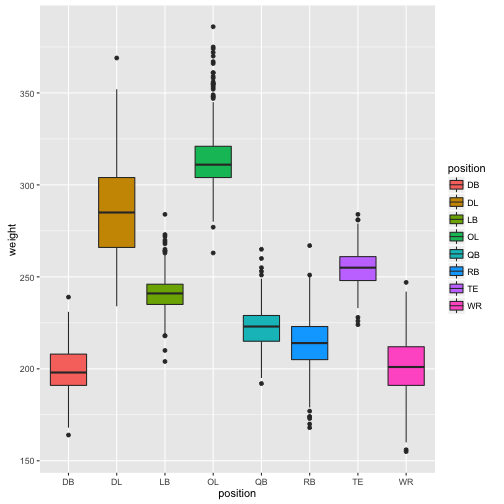 weight
350
300
250
200
150
DB DL LB OL QB RB TE WR
position
position
DB
DL
LB
OL
QB
RB
TE
WR